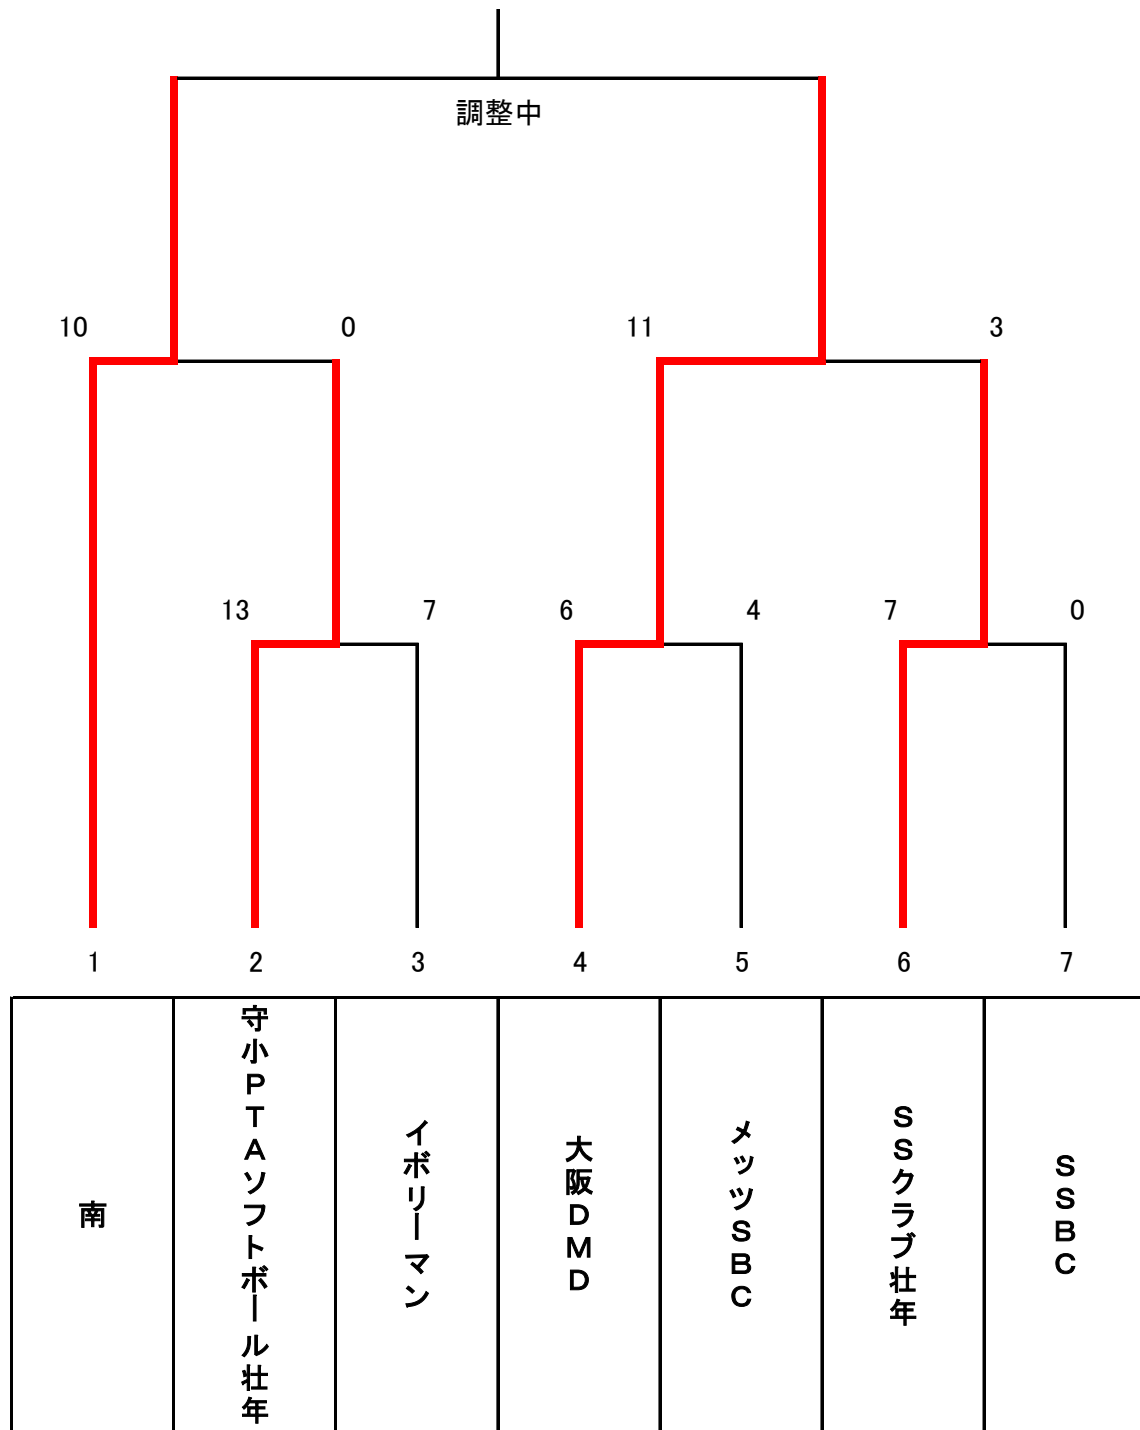 調整中
10 0 11 3
13 7 6 4 7 0
1 2 3 4 5 6 7
南
守小ＰＴＡソフトボール壮年
イボリーマン
大阪ＤＭＤ
メッツＳＢＣ
ＳＳクラブ壮年
ＳＳＢＣ